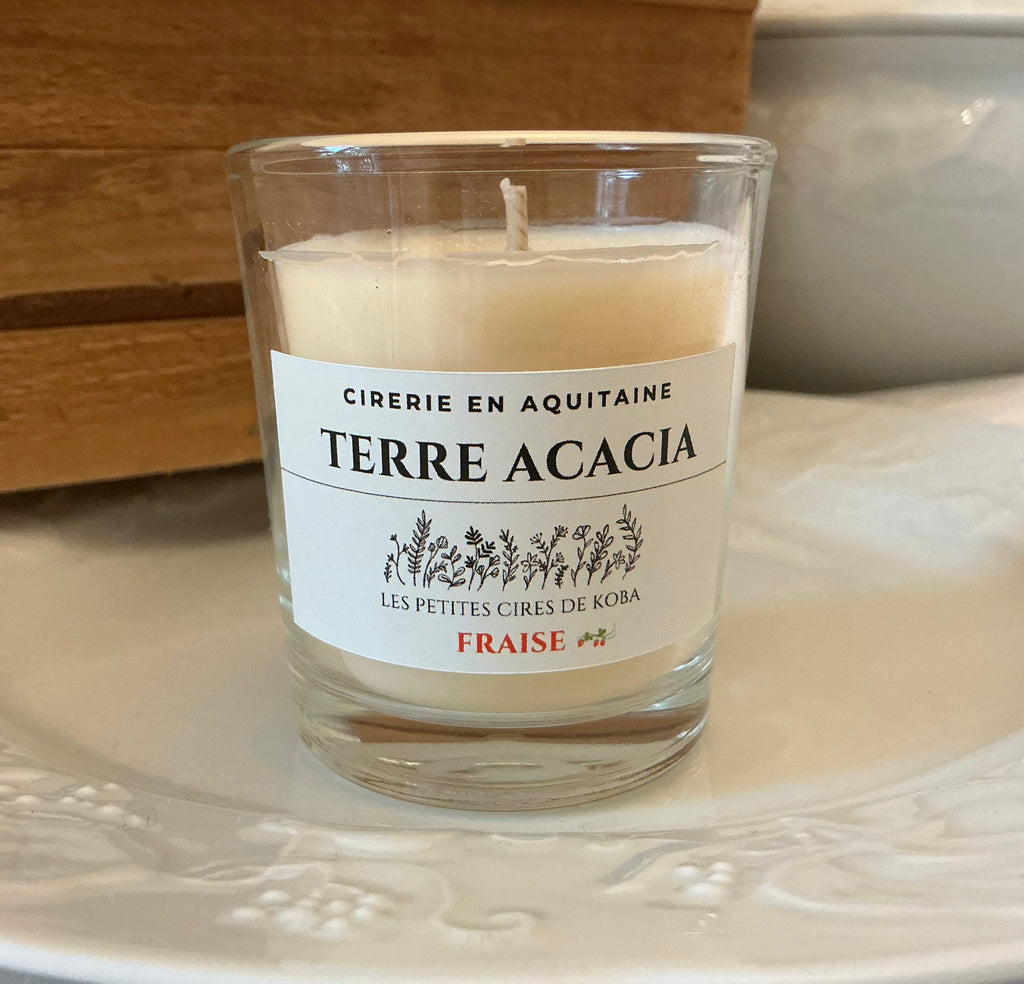 CIRERIE EN AQUITAINE
TERRE ACACIA
LES PETITES CIRES DE KOBA
FRAISE